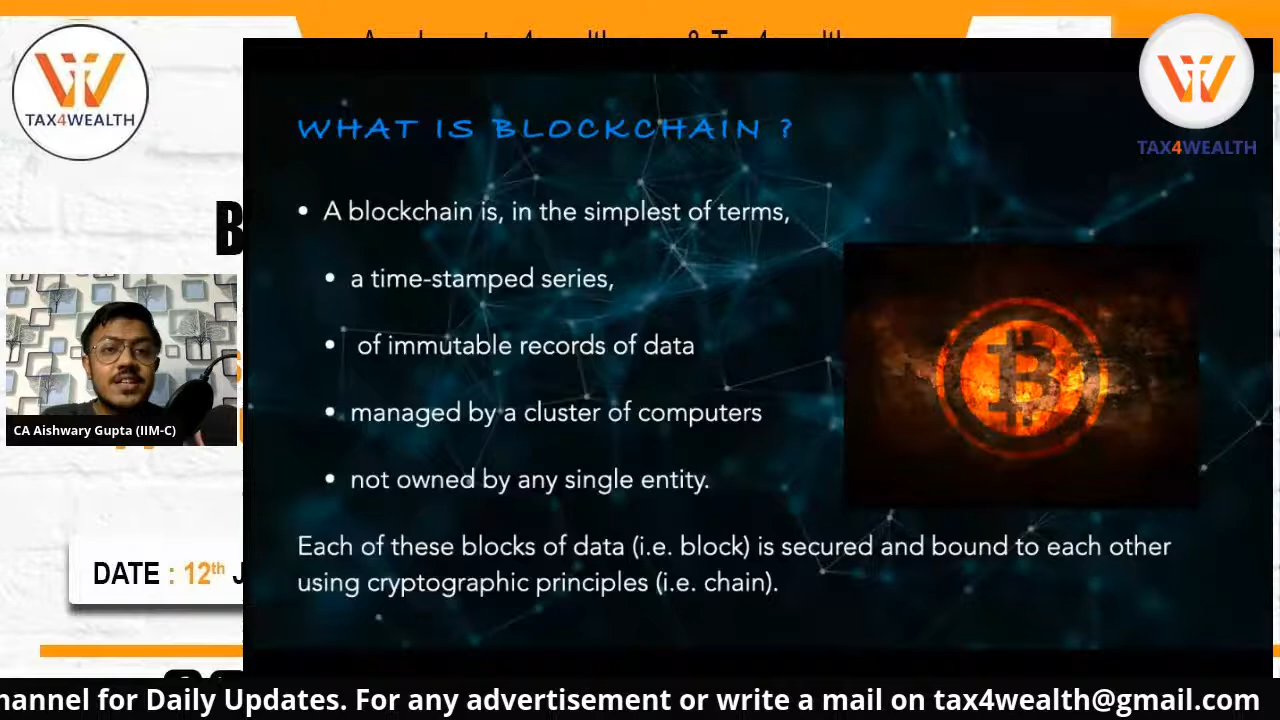 TAX4WEALTH
TAX4WEALTH
WHAT IS BLOCKCHAIN ?
• A blockchain is, in the simplest of terms,
• a time-stamped series,
• of immutable records of data
• managed by a cluster of computers
• not owned by any single entity.
Each of these blocks of data (i.e. block) is secured and bound to each other
using cryptographic principles (i.e. chain).
B
CA Aishwary Gupta (IIM-C)
DATE : 12th J
hannel for Daily Updates. For any advertisement or write a mail on tax4wealth@gmail.com